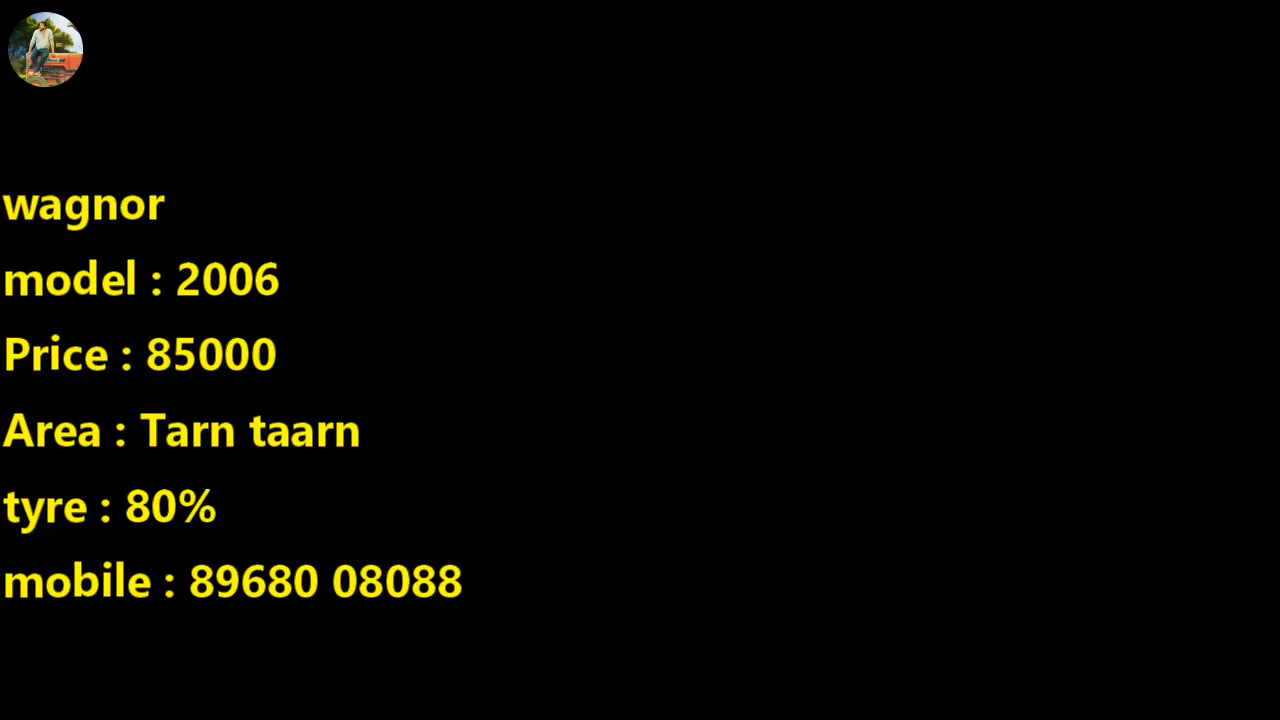 wagnor
model : 2006
Price : 85000
Area : Tarn taarn
tyre : 80%
mobile : 89680 08088